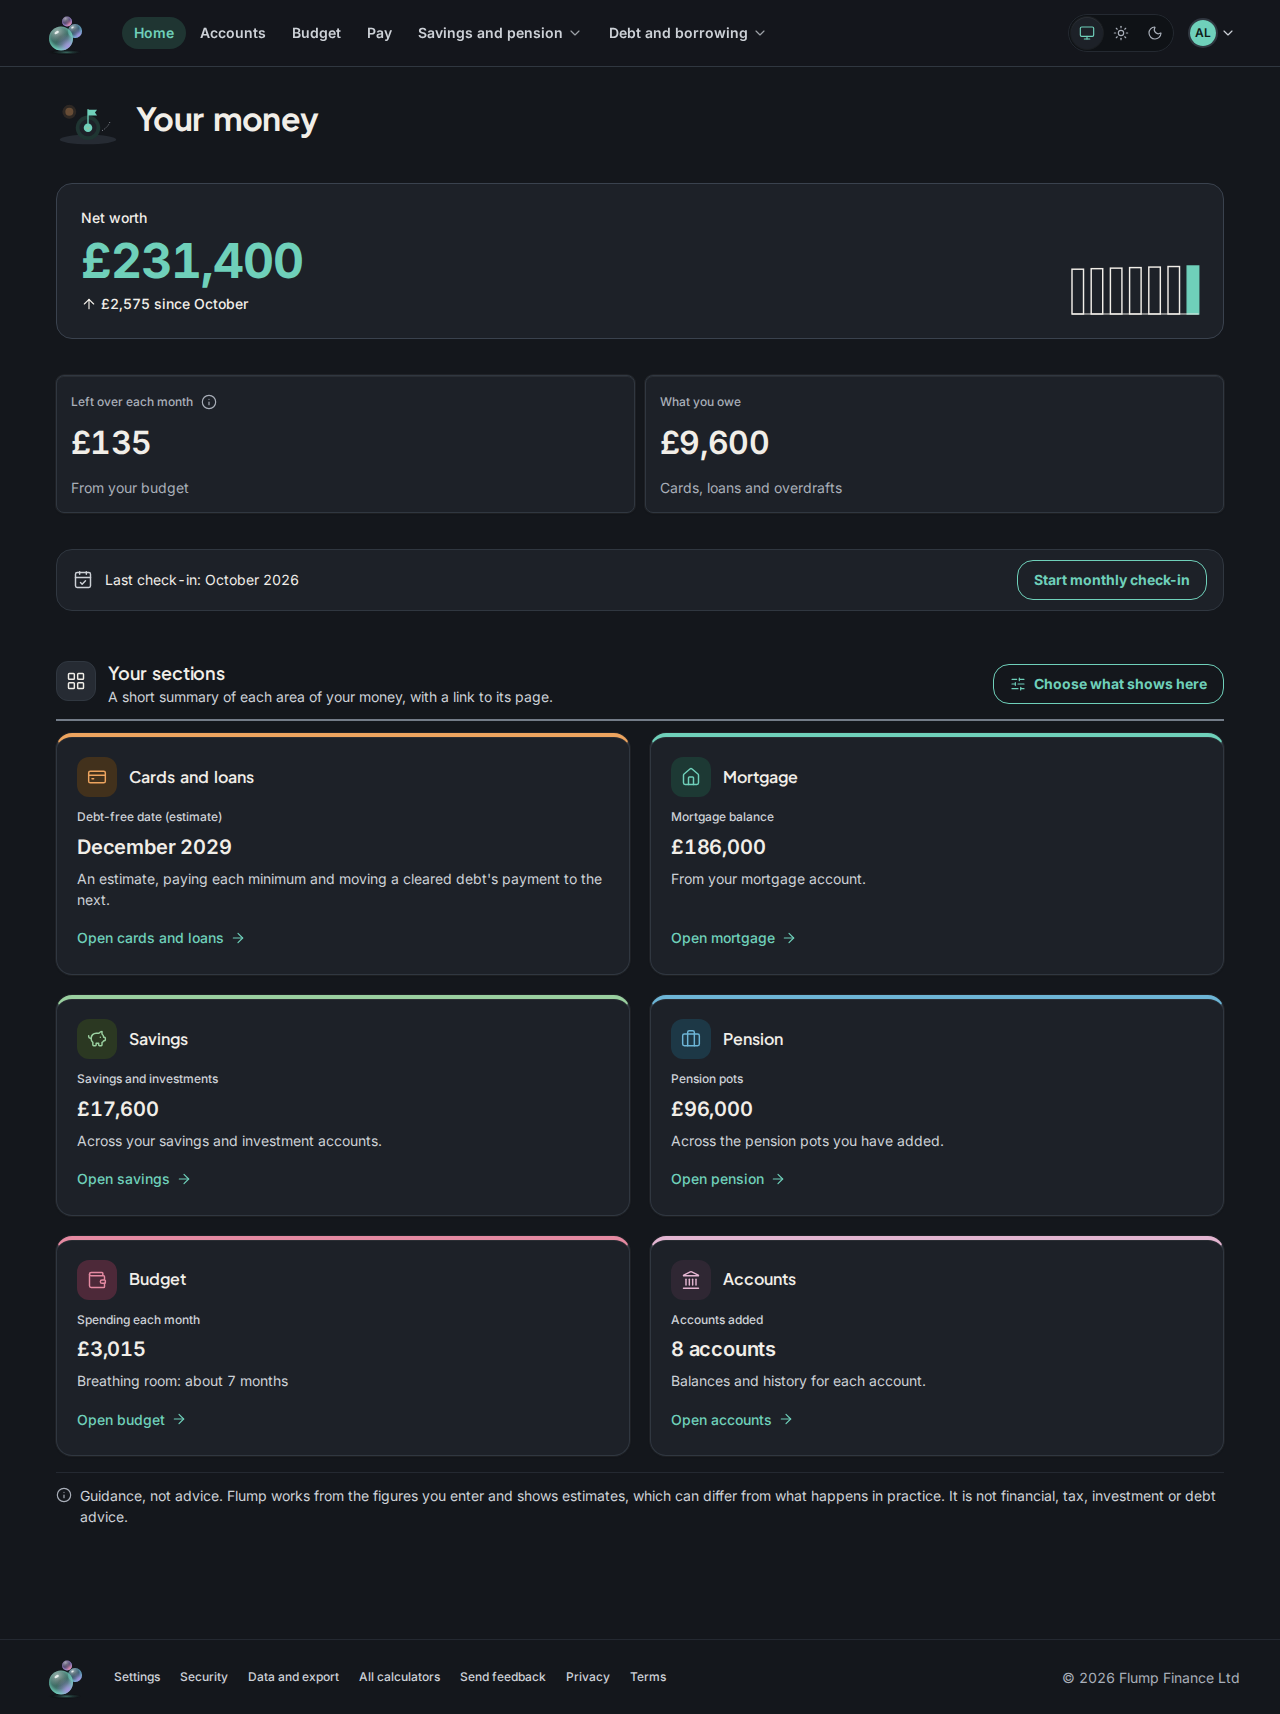 Home
Accounts
Budget
Pay
Savings and pension
Debt and borrowing
AL
Your money
Net worth
£231,400
£2,575 since October
Left over each month
£135
From your budget
What you owe
£9,600
Cards, loans and overdrafts
Last check-in: October 2026
Start monthly check-in
Your sections
A short summary of each area of your money, with a link to its page.
Choose what shows here
Cards and loans
Debt-free date (estimate)
December 2029
An estimate, paying each minimum and moving a cleared debt's payment to the
next.
Open cards and loans
Mortgage
Mortgage balance
£186,000
From your mortgage account.
Open mortgage
Savings
Savings and investments
£17,600
Across your savings and investment accounts.
Open savings
Pension
Pension pots
£96,000
Across the pension pots you have added.
Open pension
Budget
Spending each month
£3,015
Breathing room: about 7 months
Open budget
Accounts
Accounts added
8 accounts
Balances and history for each account.
Open accounts
Guidance, not advice. Flump works from the figures you enter and shows estimates, which can differ from what happens in practice. It is not financial, tax, investment or debt
advice.
Settings
Security
Data and export
All calculators
Send feedback
Privacy
Terms
© 2026 Flump Finance Ltd